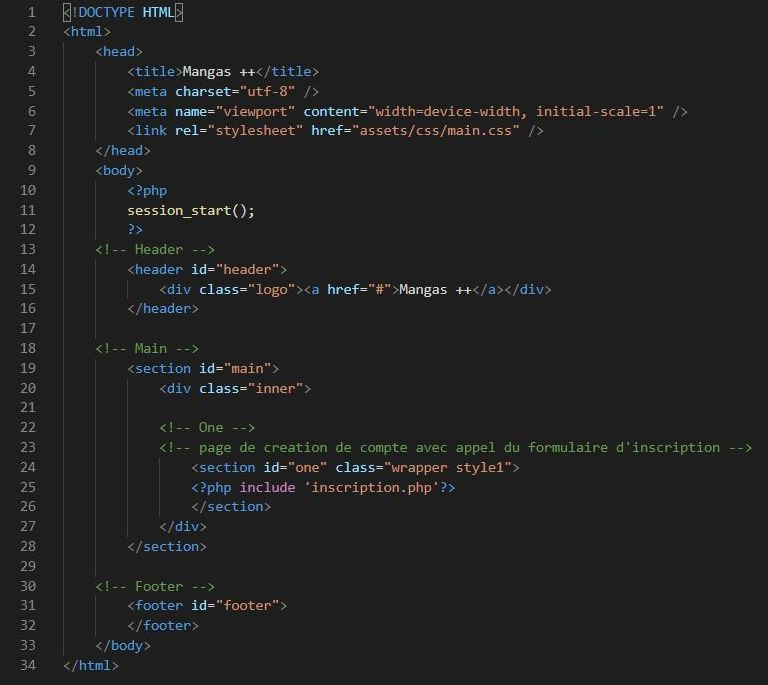 1 <!DOCTYPE HTML>
2 <html>
3 <head>
4 <title>Mangas ++</title>
5 <meta charset="utf-8" />
6 <meta name="viewport" content="width=device-width, initial-scale=1" />
7 <link rel="stylesheet" href="assets/css/main.css" />
8 </head>
9 <body>
10 <?php
11 session_start();
12 ?>
13 <!-- Header -->
14 <header id="header">
15 <div class="logo"><a href="#">Mangas ++</a></div>
16 </header>
17
18 <!-- Main -->
19 <section id="main">
20 <div class="inner">
21
22 <!-- One -->
23 <!-- page de creation de compte avec appel du formulaire d'inscription -->
24 <section id="one" class="wrapper style1">
25 <?php include 'inscription.php'?>
26 </section>
27 </div>
28 </section>
29
30 <!-- Footer -->
31 <footer id="footer">
32 </footer>
33 </body>
34 </html>